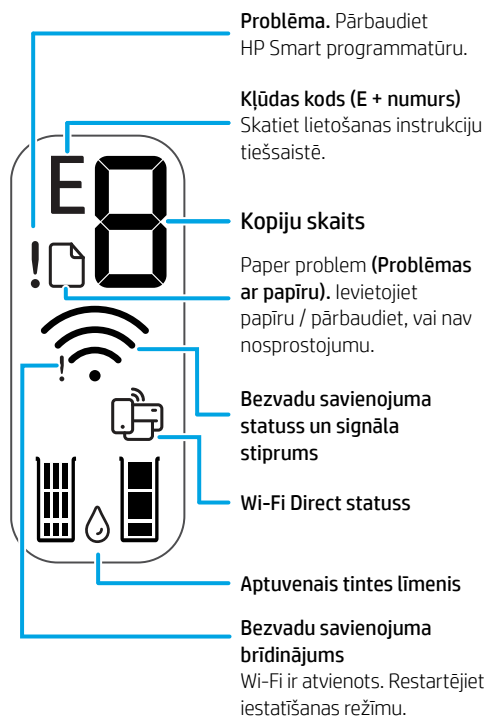 Problēma. Pārbaudiet
HP Smart programmatūru.
Kļūdas kods (E + numurs)
Skatiet lietošanas instrukciju
tiešsaistē.
E 8
Kopiju skaits
!
Paper problem (Problēmas
ar papīru). Ievietojiet
papīru / pārbaudiet, vai nav
nosprostojumu.
!
Bezvadu savienojuma
statuss un signāla
stiprums
Wi-Fi Direct statuss
Aptuvenais tintes līmenis
Bezvadu savienojuma
brīdinājums
Wi-Fi ir atvienots. Restartējiet
iestatīšanas režīmu.